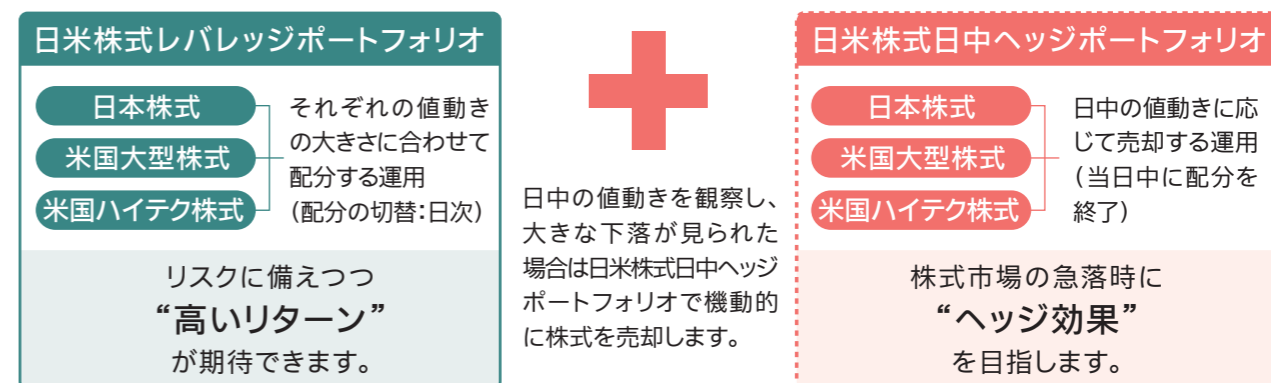 日米株式レバレッジポートフォリオ
日本株式
米国大型株式
米国ハイテク株式
それぞれの値動き
の大きさに合わせて
配分する運用
(配分の切替:日次)
リスクに備えつつ
“高いリターン”
が期待できます。
日中の値動きを観察し、
大きな下落が見られた
場合は日米株式日中ヘッジ
ポートフォリオで機動的
に株式を売却します。
日米株式日中ヘッジポートフォリオ
日本株式
米国大型株式
米国ハイテク株式
日中の値動きに応
じて売却する運用
(当日中に配分を
終了)
株式市場の急落時に
“ヘッジ効果”
を目指します。